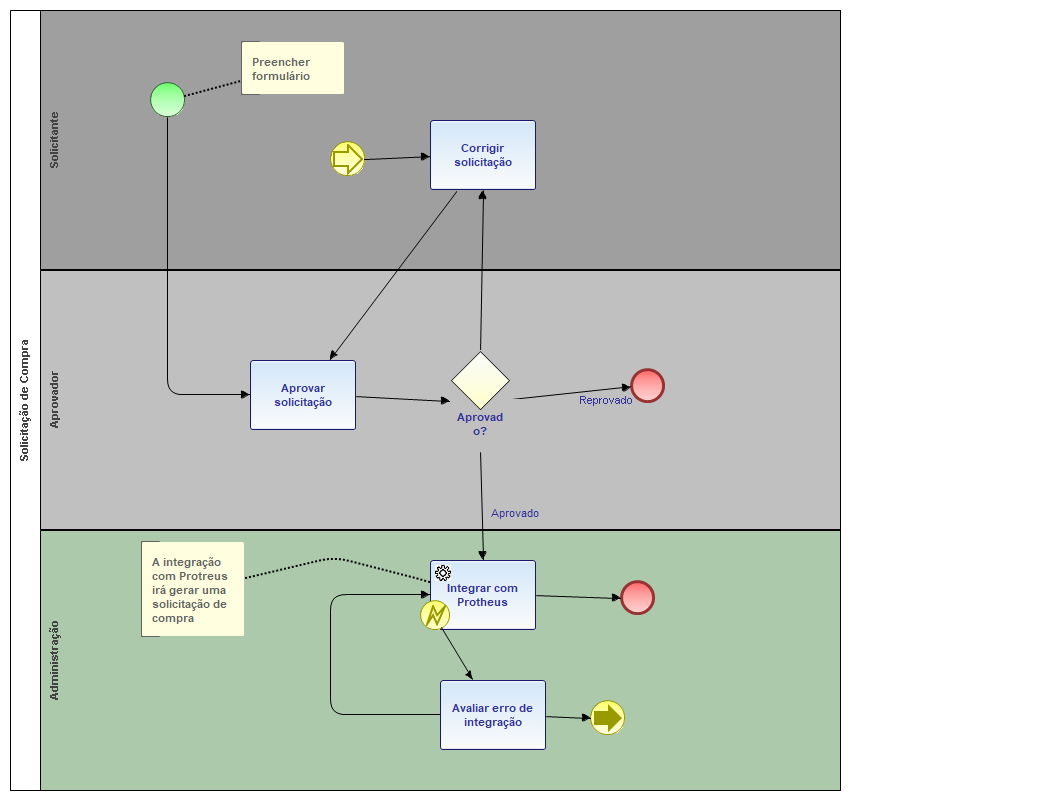 Solicitação de Compra
Solicitante
Preencher
formulário
Corrigir
solicitação
Aprovador
Aprovar
solicitação
Aprovad
o?
Reprovado
Aprovado
Administração
A integração
com Protreus
irá gerar uma
solicitação de
compra
Integrar com
Protheus
Avaliar erro de
integração